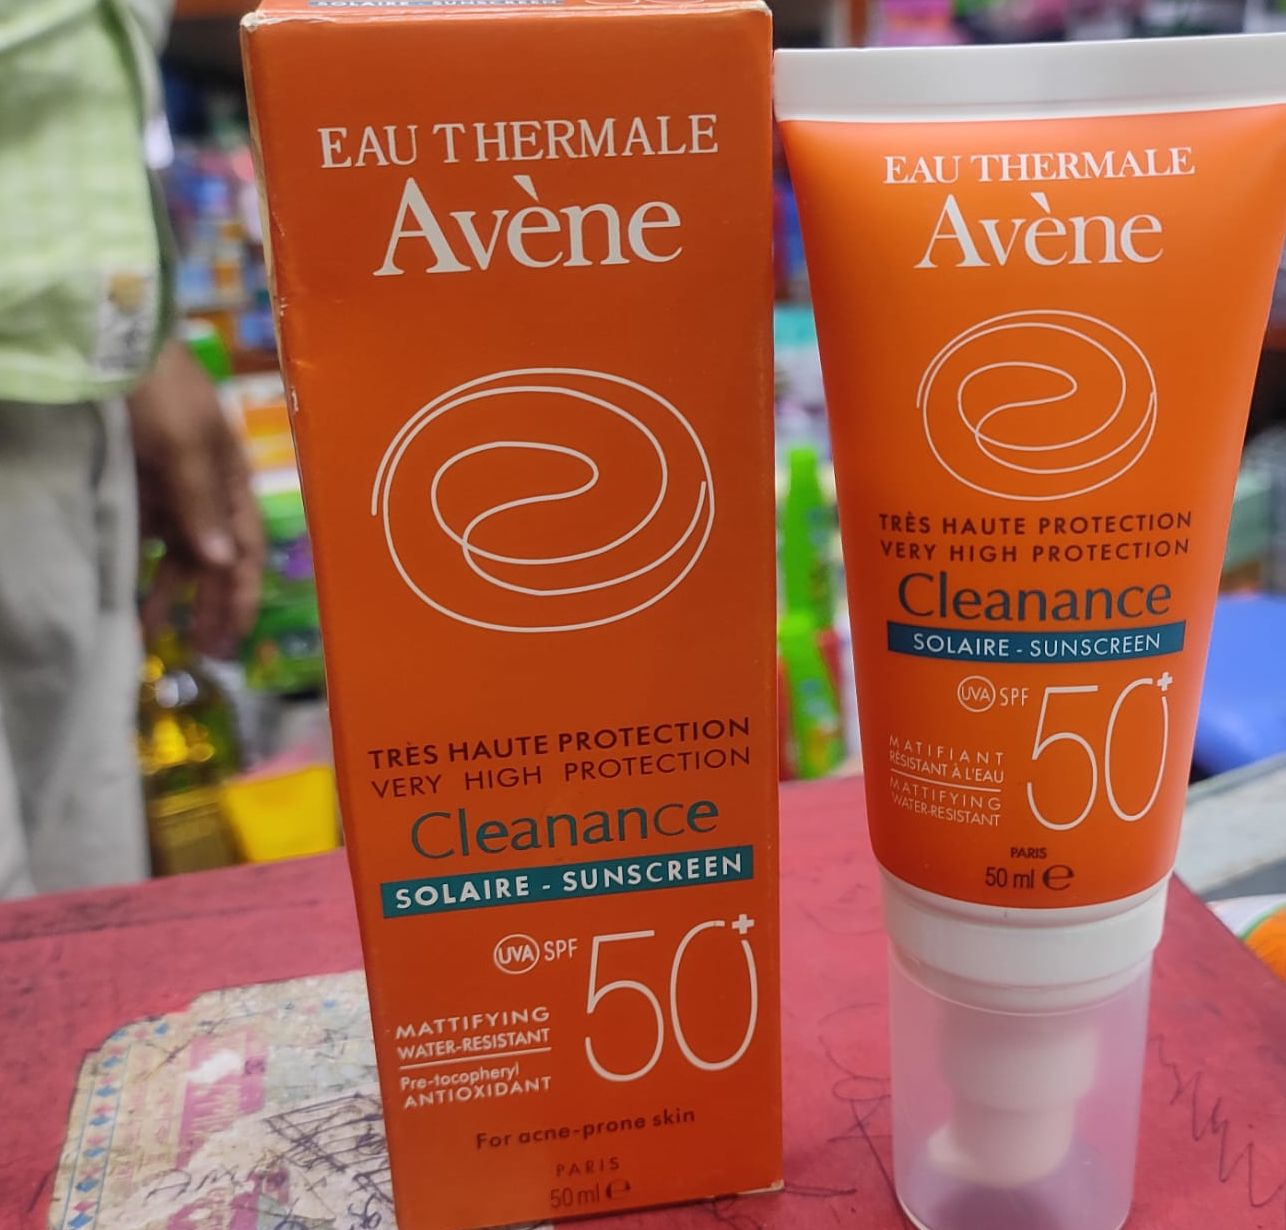 SOLAIRE - SUNSCREEN
EAU THERMALE
Avène
TRÈS HAUTE PROTECTION
VERY HIGH PROTECTION
Cleanance
SOLAIRE - SUNSCREEN
UVA SPF 50+
MATTIFYING
WATER-RESISTANT
Pre-tocopheryl
ANTIOXIDANT
For acne-prone skin
PARIS
50 ml e
EAU THERMALE
Avène
TRÈS HAUTE PROTECTION
VERY HIGH PROTECTION
Cleanance
SOLAIRE - SUNSCREEN
UVA SPF 50+
MATIFIANT
RÉSISTANT À L'EAU
MATTIFYING
WATER-RESISTANT
PARIS
50 ml e